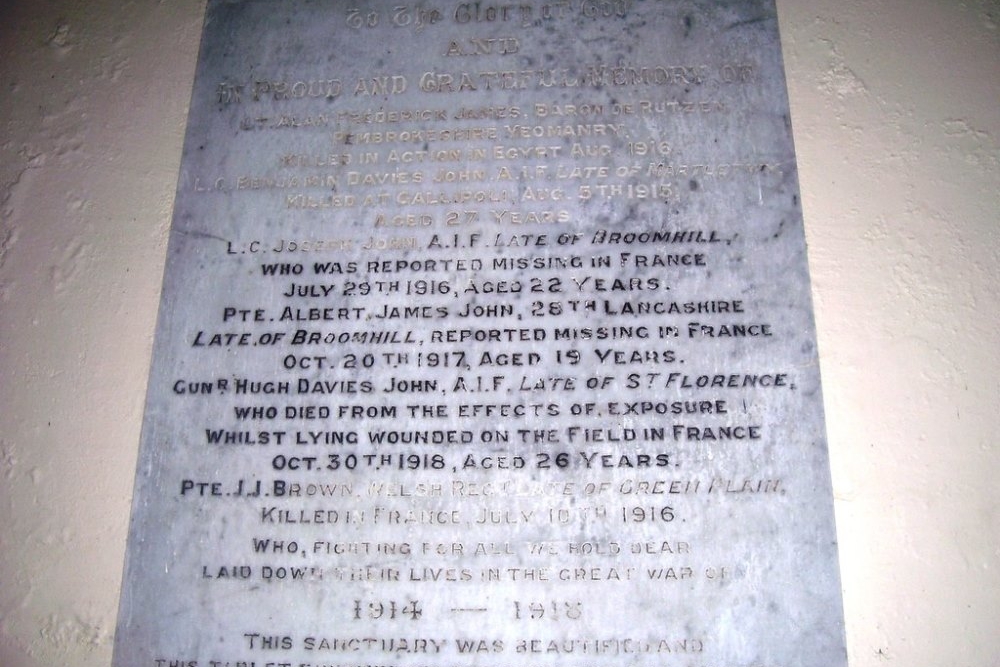 To The Glory of God
AND
IN PROUD AND GRATEFUL MEMORY OF
LT. ALAN FREDERICK JAMES, BARON DE RUTZEN,
PEMBROKESHIRE YEOMANRY,
KILLED IN ACTION IN EGYPT AUG. 1916.
L.C. BENJAMIN DAVIES JOHN, A.I.F. LATE OF
KILLED AT GALLIPOLI, AUG. 5TH 1915,
AGED 27 YEARS
L.C. JOSEPH JOHN, A.I.F. LATE OF BROOMHILL,
WHO WAS REPORTED MISSING IN FRANCE
JULY 29TH 1916, AGED 22 YEARS.
PTE. ALBERT JAMES JOHN, 28TH LANCASHIRE
LATE OF BROOMHILL, REPORTED MISSING IN FRANCE
OCT. 20TH 1917, AGED 19 YEARS.
GUNR HUGH DAVIES JOHN, A.I.F. LATE OF ST FLORENCE,
WHO DIED FROM THE EFFECTS OF EXPOSURE
WHILST LYING WOUNDED ON THE FIELD IN FRANCE
OCT. 30TH 1918, AGED 26 YEARS.
PTE. J.J. BROWN, WELSH REGT LATE OF GREEN PLAIN,
KILLED IN FRANCE, JULY 10TH 1916.
WHO, FIGHTING FOR ALL WE HOLD DEAR
LAID DOWN THEIR LIVES IN THE GREAT WAR OF
1914 — 1918
THIS SANCTUARY WAS BEAUTIFIED AND
THIS TABLET